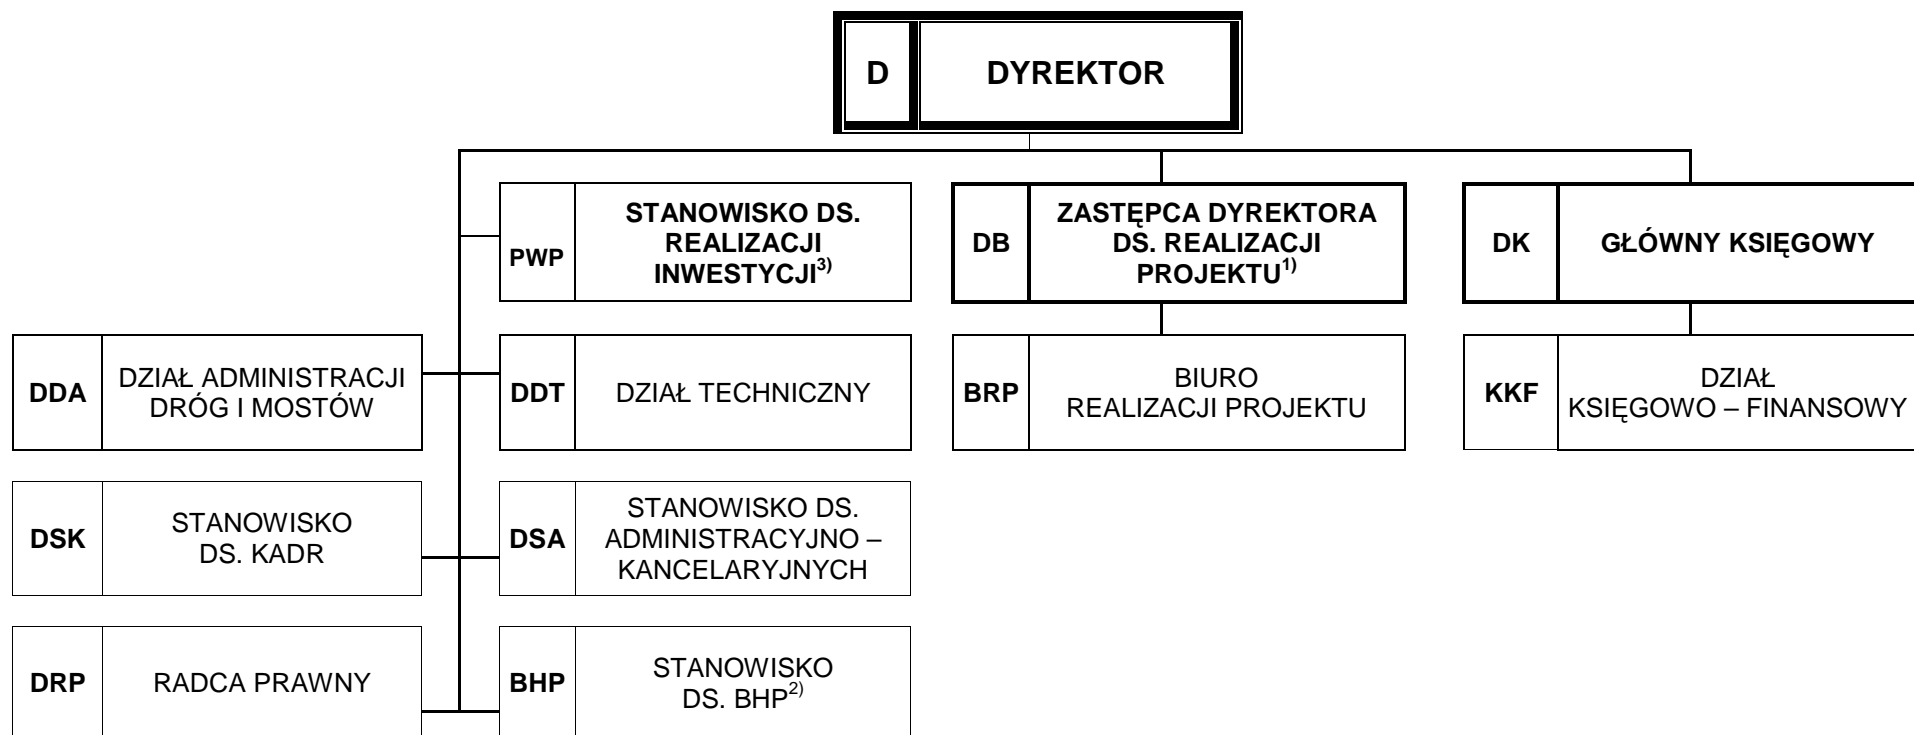 D
DYREKTOR
PWP
STANOWISKO DS.
REALIZACJI
INWESTYCJI3)
DB
ZASTĘPCA DYREKTORA
DS. REALIZACJI
PROJEKTU1)
DK
GŁÓWNY KSIĘGOWY
DDA
DZIAŁ ADMINISTRACJI
DRÓG I MOSTÓW
DDT
DZIAŁ TECHNICZNY
BRP
BIURO
REALIZACJI PROJEKTU
KKF
DZIAŁ
KSIĘGOWO – FINANSOWY
DSK
STANOWISKO
DS. KADR
DSA
STANOWISKO DS.
ADMINISTRACYJNO –
KANCELARYJNYCH
DRP
RADCA PRAWNY
BHP
STANOWISKO
DS. BHP2)